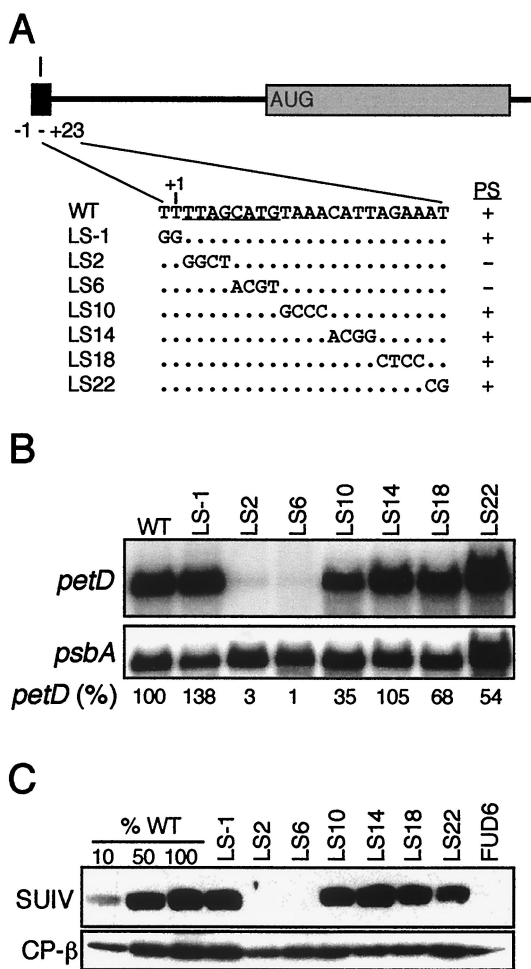 A
AUG
-1 - +23
+1
PS
WT TTTTAGCATGTAAACATTAGAAAT +
LS-1 GG...................... +
LS2 ..GGCT.................. −
LS6 ......ACGT.............. −
LS10 ..........GCCC.......... +
LS14 ..............ACGG...... +
LS18 ..................CTCC.. +
LS22 ......................CG +
B
WT LS-1 LS2 LS6 LS10 LS14 LS18 LS22
petD
psbA
petD (%) 100 138 3 1 35 105 68 54
C
% WT
10 50 100 LS-1 LS2 LS6 LS10 LS14 LS18 LS22 FUD6
SUIV
CP-β